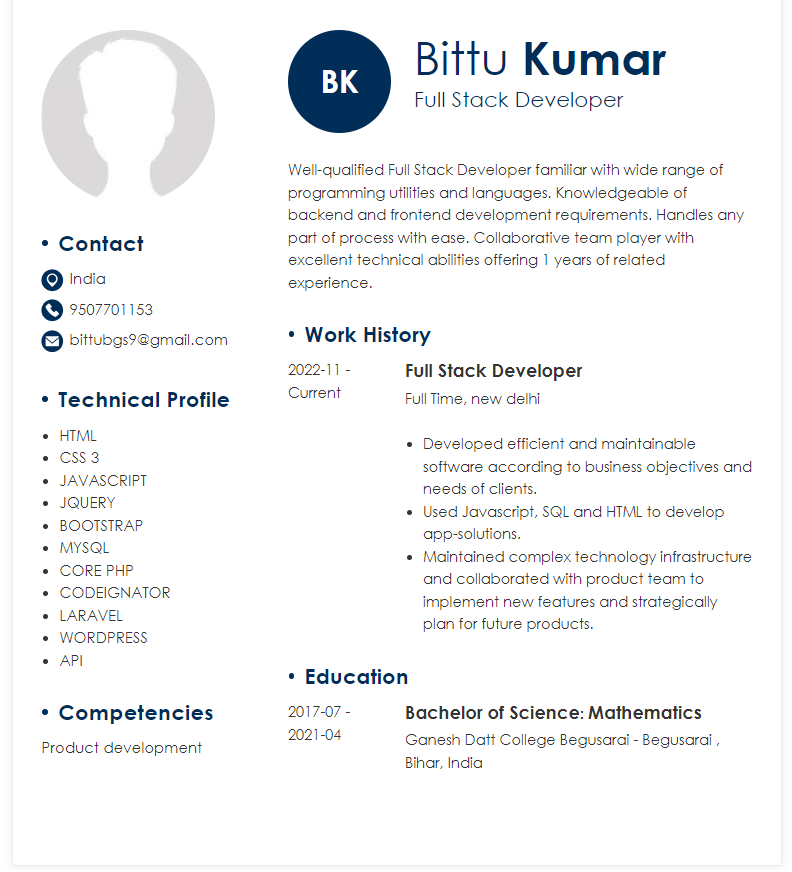 BK
Bittu Kumar
Full Stack Developer
Well-qualified Full Stack Developer familiar with wide range of
programming utilities and languages. Knowledgeable of
backend and frontend development requirements. Handles any
part of process with ease. Collaborative team player with
excellent technical abilities offering 1 years of related
experience.
• Contact
India
9507701153
bittubgs9@gmail.com
• Technical Profile
• HTML
• CSS 3
• JAVASCRIPT
• JQUERY
• BOOTSTRAP
• MYSQL
• CORE PHP
• CODEIGNATOR
• LARAVEL
• WORDPRESS
• API
• Competencies
Product development
• Work History
2022-11 -
Current
Full Stack Developer
Full Time, new delhi
• Developed efficient and maintainable
software according to business objectives and
needs of clients.
• Used Javascript, SQL and HTML to develop
app-solutions.
• Maintained complex technology infrastructure
and collaborated with product team to
implement new features and strategically
plan for future products.
• Education
2017-07 -
2021-04
Bachelor of Science: Mathematics
Ganesh Datt College Begusarai - Begusarai ,
Bihar, India